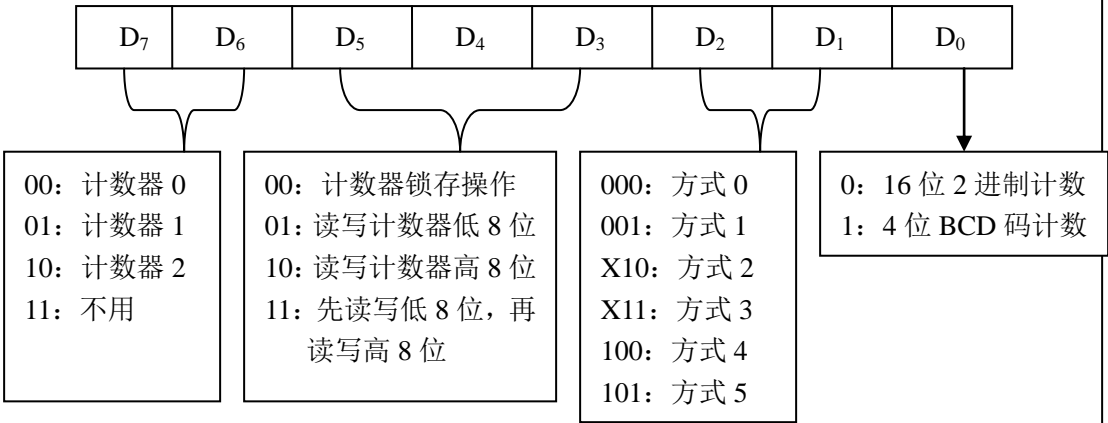 D₇ D₆ D₅ D₄ D₃ D₂ D₁ D₀
00：计数器 0
01：计数器 1
10：计数器 2
11：不用
00：计数器锁存操作
01：读写计数器低 8 位
10：读写计数器高 8 位
11：先读写低 8 位，再
读写高 8 位
000：方式 0
001：方式 1
X10：方式 2
X11：方式 3
100：方式 4
101：方式 5
0：16 位 2 进制计数
1：4 位 BCD 码计数